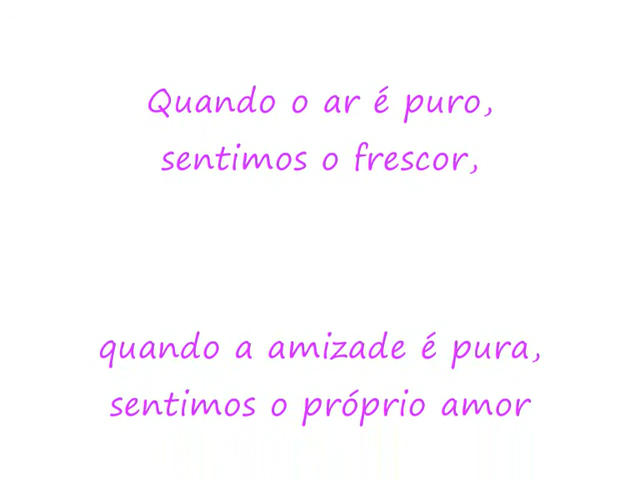 Quando o ar é puro,
sentimos o frescor,
quando a amizade é pura,
sentimos o próprio amor